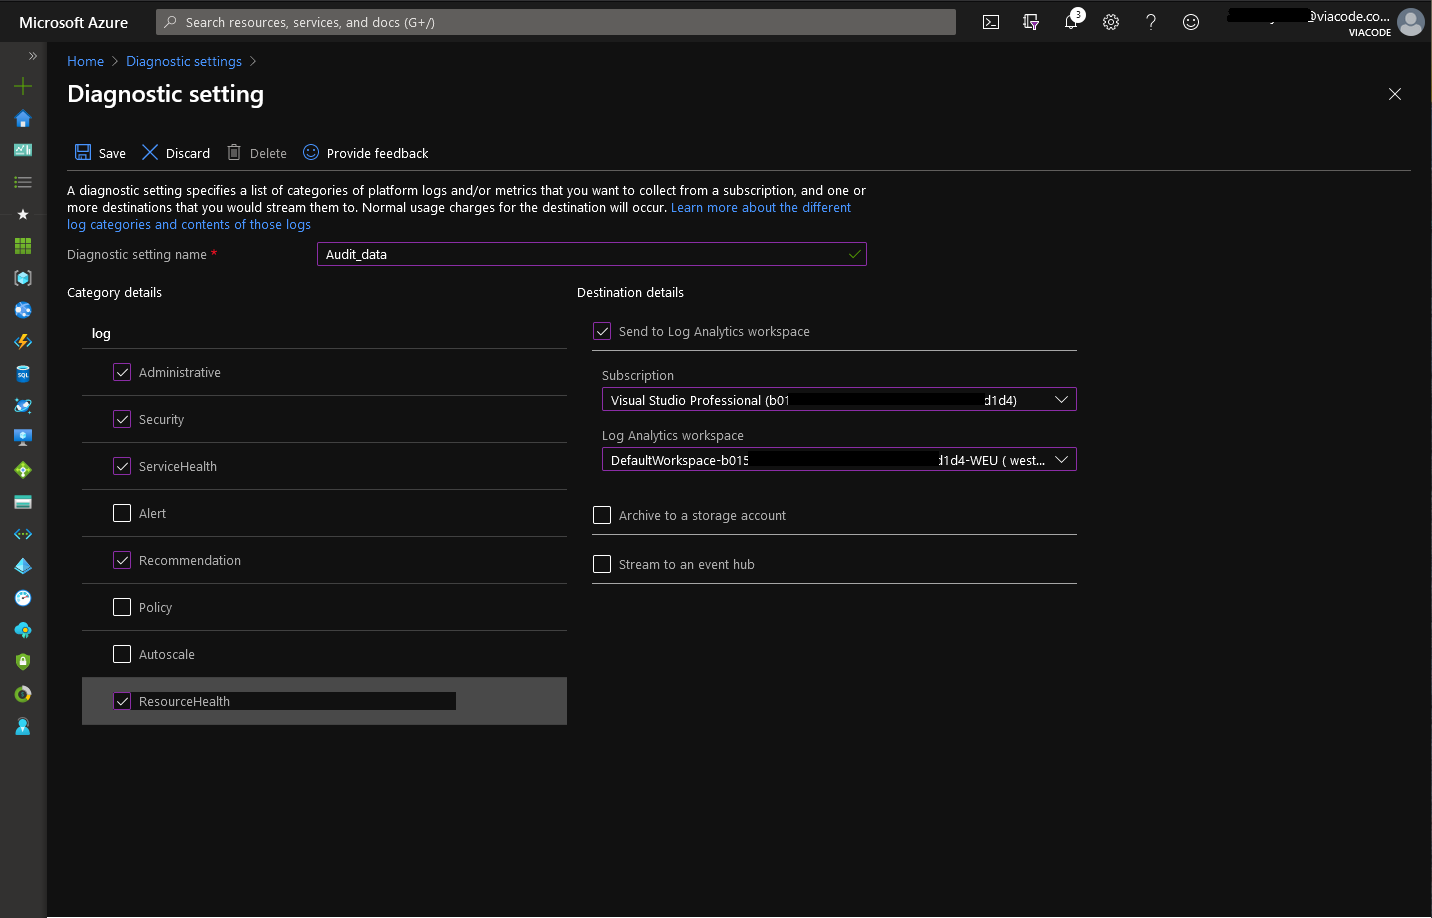 Microsoft Azure
Search resources, services, and docs (G+/)
3
@viacode.co...
VIACODE
Home > Diagnostic settings >
Diagnostic setting
Save Discard Delete Provide feedback
A diagnostic setting specifies a list of categories of platform logs and/or metrics that you want to collect from a subscription, and one or
more destinations that you would stream them to. Normal usage charges for the destination will occur. Learn more about the different
log categories and contents of those logs
Diagnostic setting name *
Audit_data
Category details
log
Administrative
Security
ServiceHealth
Alert
Recommendation
Policy
Autoscale
ResourceHealth
Destination details
Send to Log Analytics workspace
Subscription
Visual Studio Professional (b01 d1d4)
Log Analytics workspace
DefaultWorkspace-b015 d1d4-WEU ( west...
Archive to a storage account
Stream to an event hub
SQL